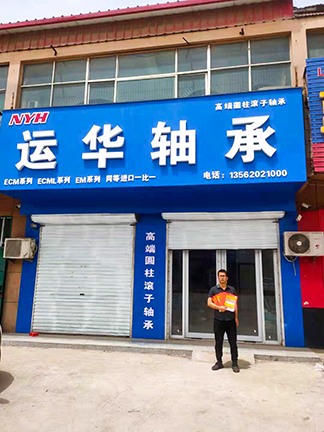 NYH
高端圆柱滚子轴承
运华轴承
ECM系列 ECML系列 EM系列 同等进口一比一
电话：13562021000
高端圆柱滚子轴承